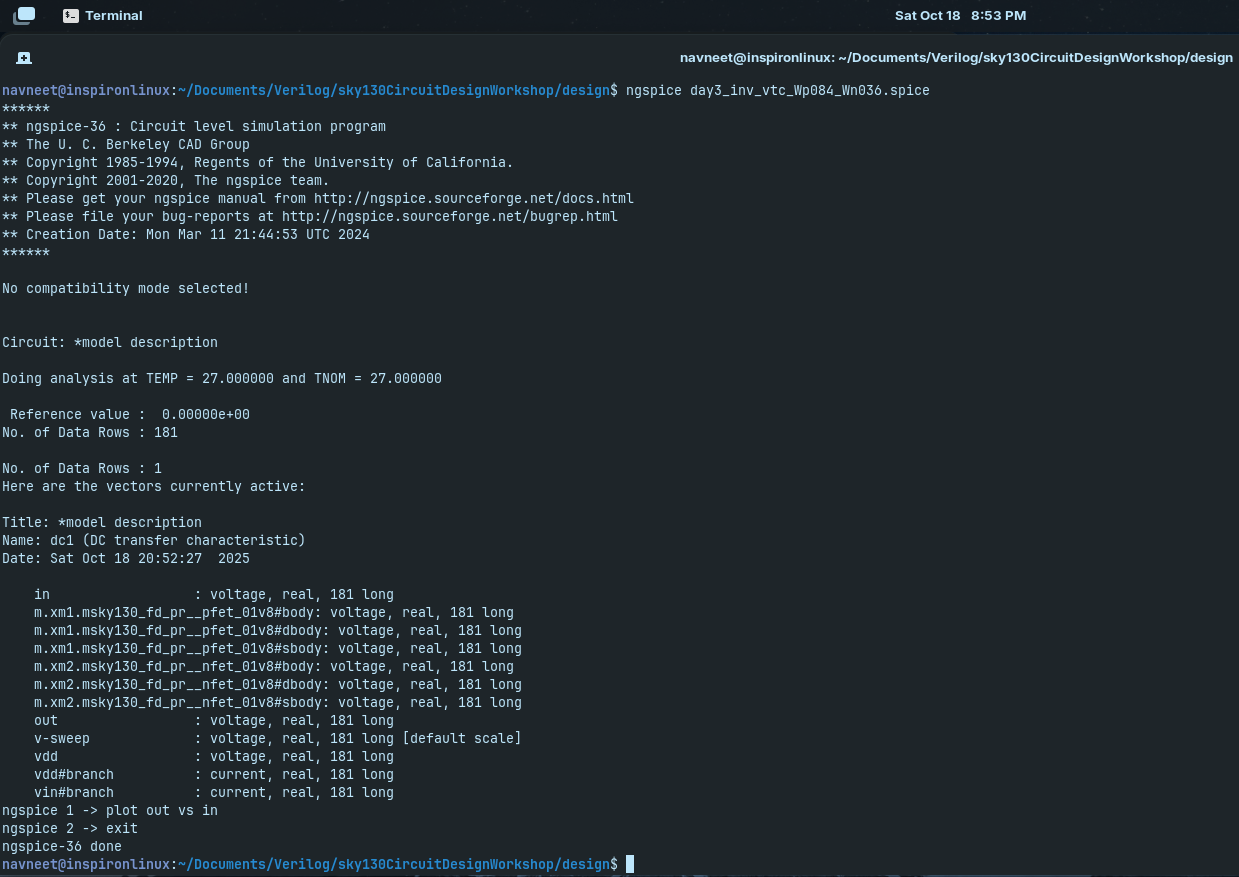 Terminal
Sat Oct 18 8:53 PM
navneet@inspironlinux: ~/Documents/Verilog/sky130CircuitDesignWorkshop/design
navneet@inspironlinux:~/Documents/Verilog/sky130CircuitDesignWorkshop/design$ ngspice day3_inv_vtc_Wp084_Wn036.spice
******
** ngspice-36 : Circuit level simulation program
** The U. C. Berkeley CAD Group
** Copyright 1985-1994, Regents of the University of California.
** Copyright 2001-2020, The ngspice team.
** Please get your ngspice manual from http://ngspice.sourceforge.net/docs.html
** Please file your bug-reports at http://ngspice.sourceforge.net/bugrep.html
** Creation Date: Mon Mar 11 21:44:53 UTC 2024
******
No compatibility mode selected!
Circuit: *model description
Doing analysis at TEMP = 27.000000 and TNOM = 27.000000
Reference value :  0.00000e+00
No. of Data Rows : 181
No. of Data Rows : 1
Here are the vectors currently active:
Title: *model description
Name: dc1 (DC transfer characteristic)
Date: Sat Oct 18 20:52:27  2025
in                  : voltage, real, 181 long
m.xm1.msky130_fd_pr__pfet_01v8#body: voltage, real, 181 long
m.xm1.msky130_fd_pr__pfet_01v8#dbody: voltage, real, 181 long
m.xm1.msky130_fd_pr__pfet_01v8#sbody: voltage, real, 181 long
m.xm2.msky130_fd_pr__nfet_01v8#body: voltage, real, 181 long
m.xm2.msky130_fd_pr__nfet_01v8#dbody: voltage, real, 181 long
m.xm2.msky130_fd_pr__nfet_01v8#sbody: voltage, real, 181 long
out                 : voltage, real, 181 long
v-sweep             : voltage, real, 181 long [default scale]
vdd                 : voltage, real, 181 long
vdd#branch          : current, real, 181 long
vin#branch          : current, real, 181 long
ngspice 1 -> plot out vs in
ngspice 2 -> exit
ngspice-36 done
navneet@inspironlinux:~/Documents/Verilog/sky130CircuitDesignWorkshop/design$